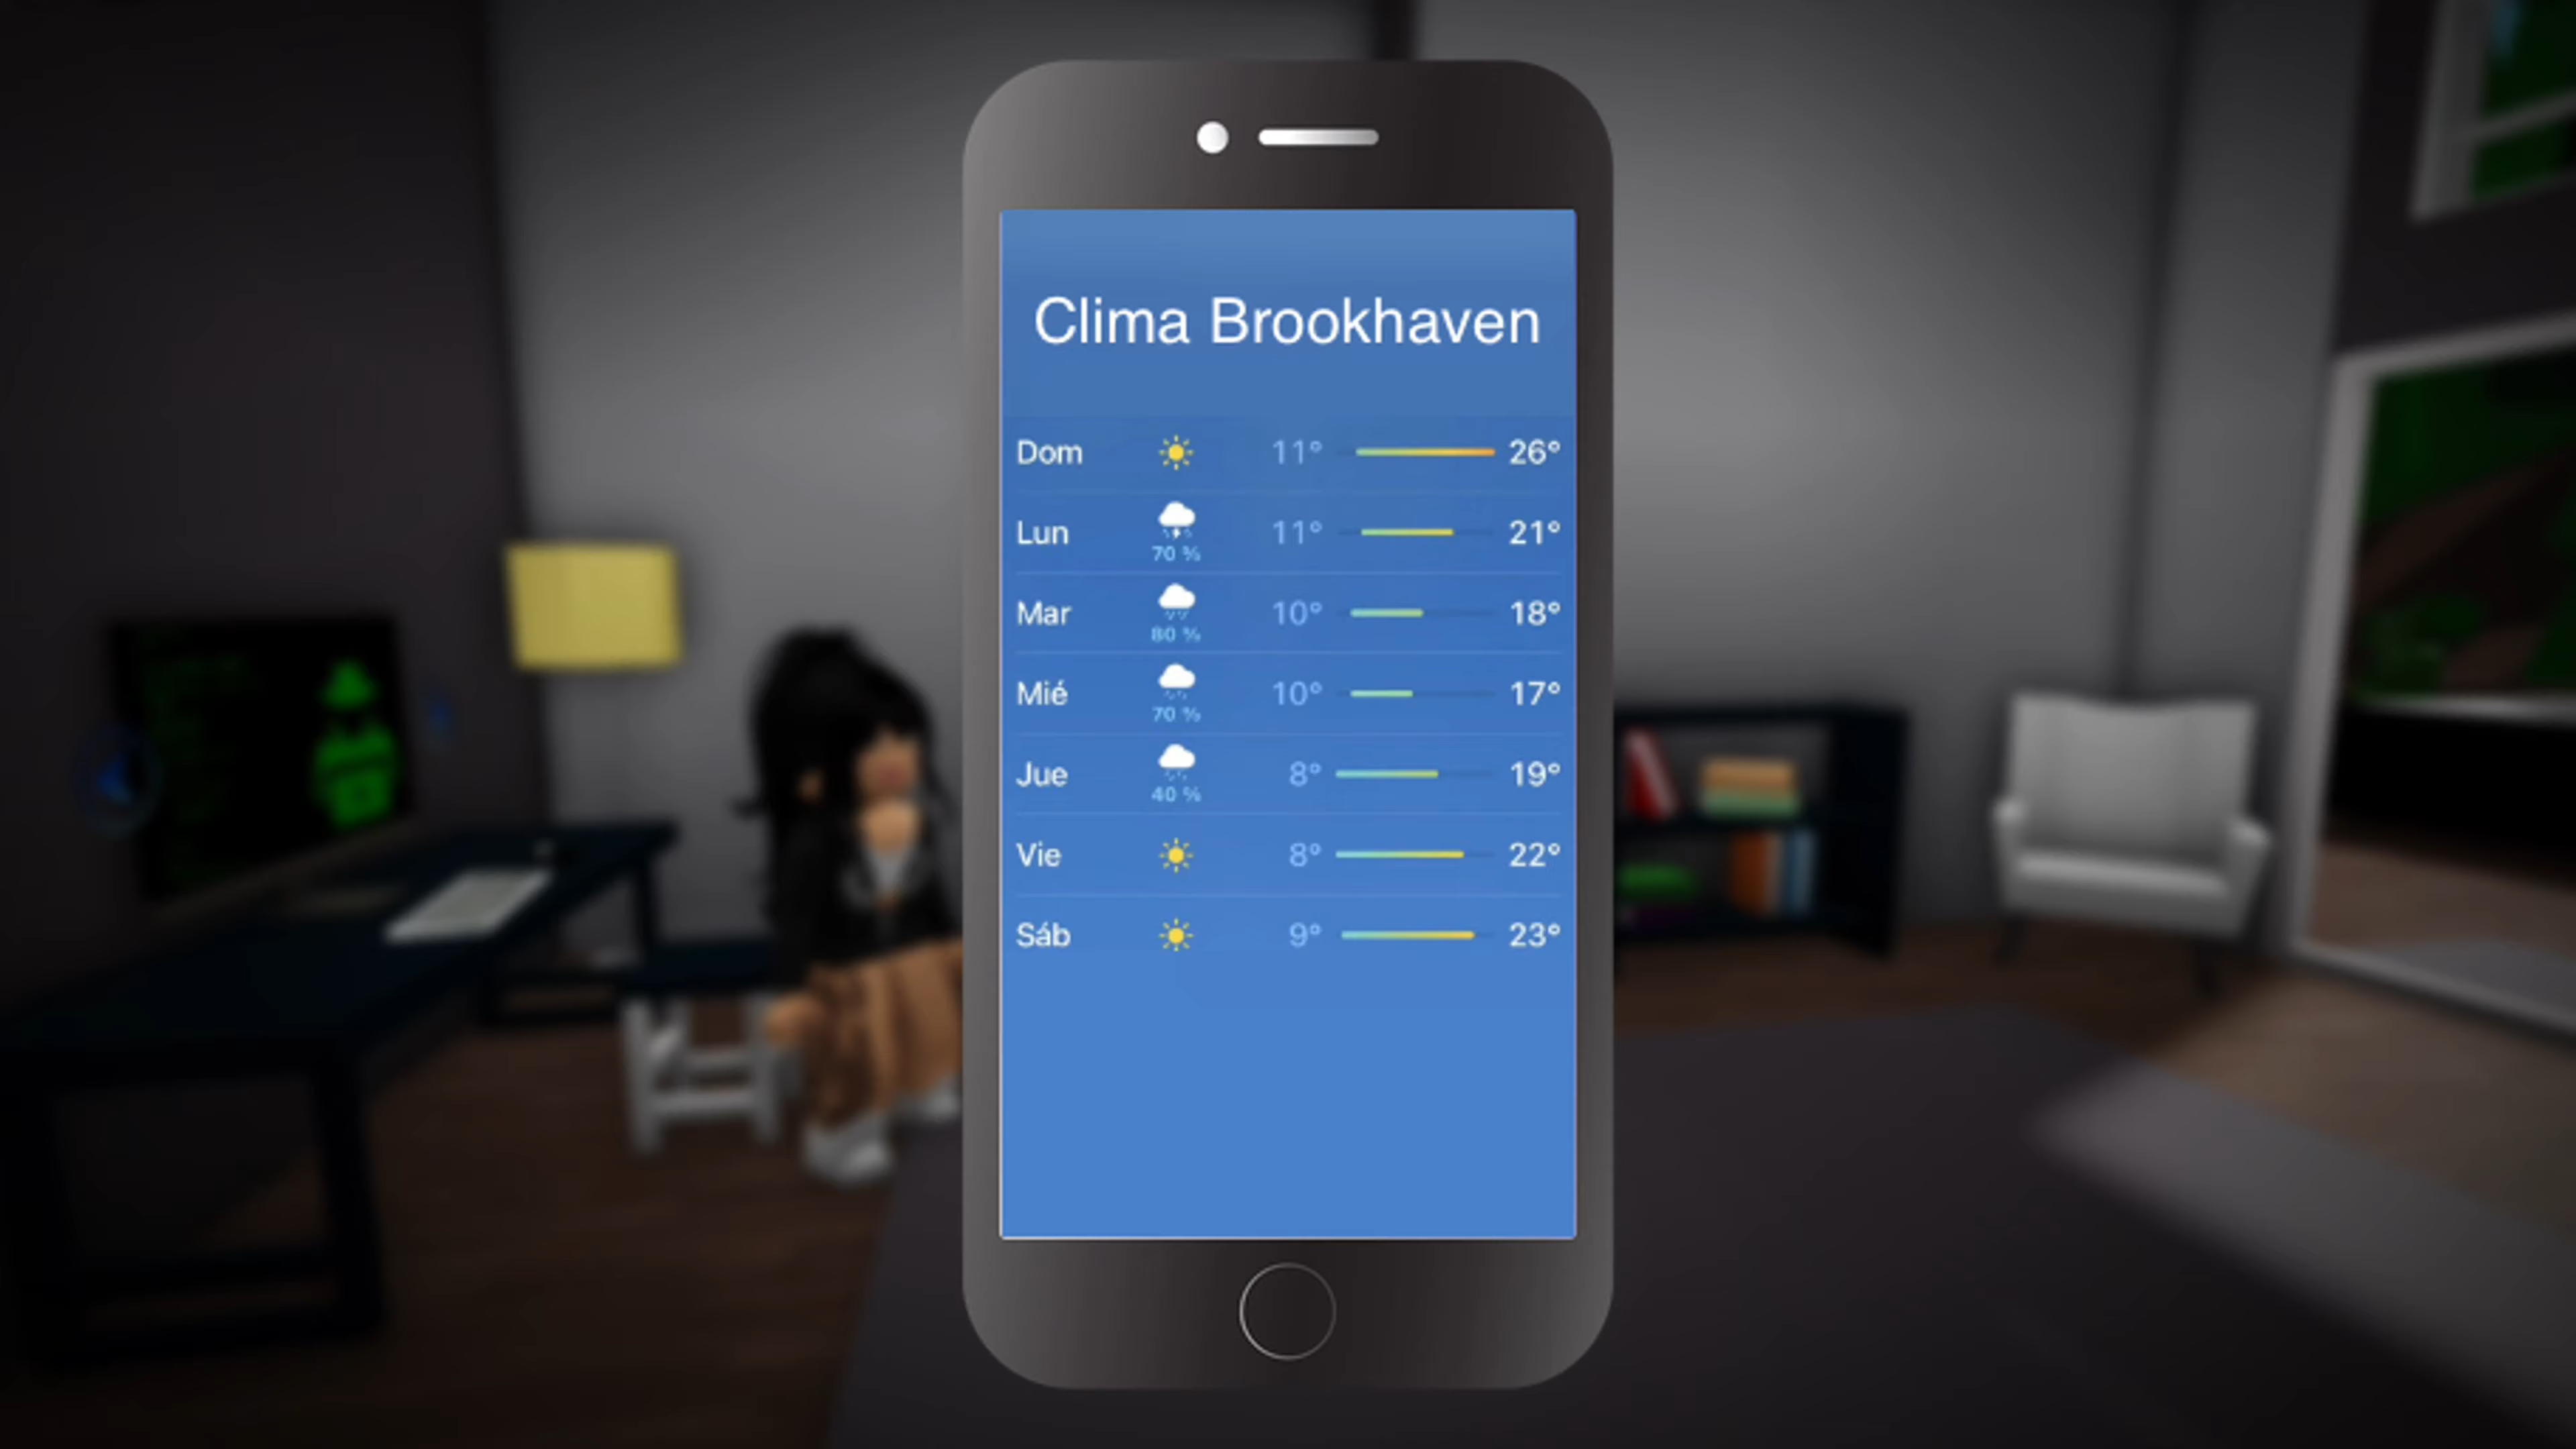 Clima Brookhaven
Dom 11° 26°
Lun 70 % 11° 21°
Mar 80 % 10° 18°
Mié 70 % 10° 17°
Jue 40 % 8° 19°
Vie 8° 22°
Sáb 9° 23°